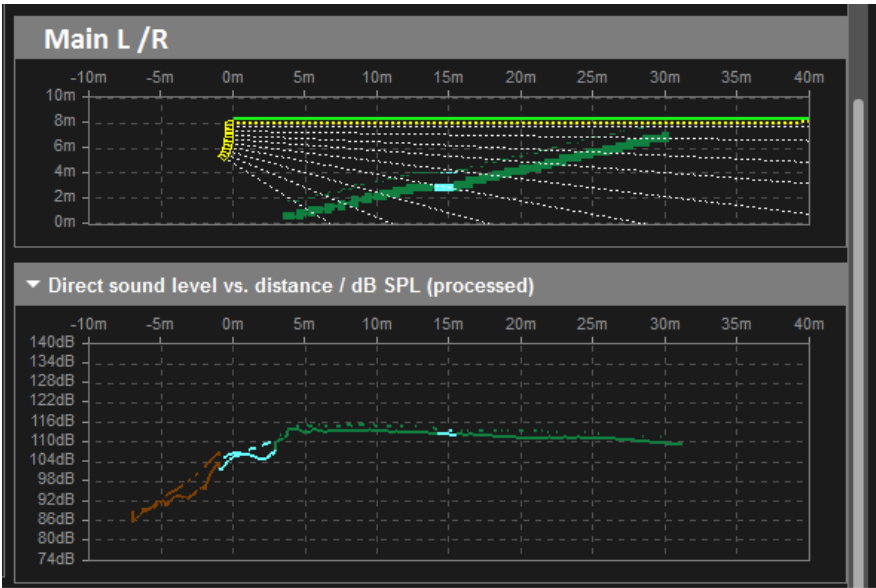 Main L /R
-10m -5m 0m 5m 10m 15m 20m 25m 30m 35m 40m
10m
8m
6m
4m
2m
0m
Direct sound level vs. distance / dB SPL (processed)
-10m -5m 0m 5m 10m 15m 20m 25m 30m 35m 40m
140dB
134dB
128dB
122dB
116dB
110dB
104dB
98dB
92dB
86dB
80dB
74dB